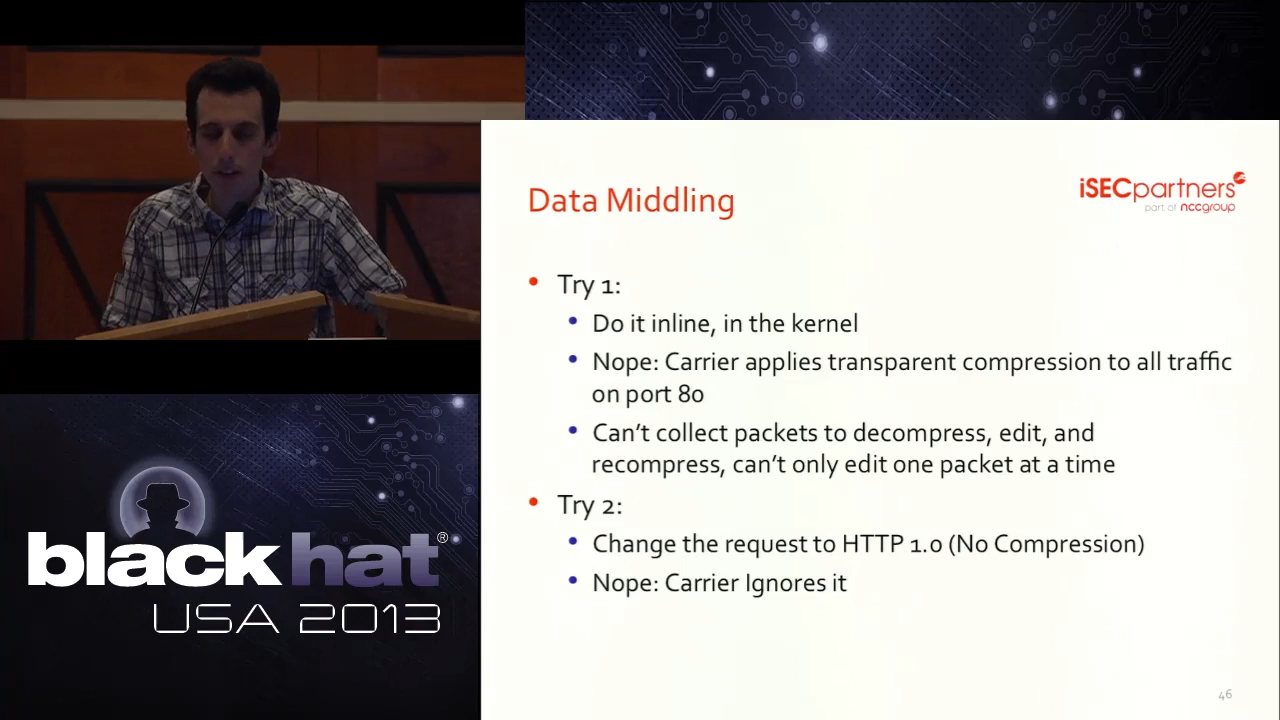 Data Middling
iSECpartners
part of nccgroup
• Try 1:
• Do it inline, in the kernel
• Nope: Carrier applies transparent compression to all traffic
on port 80
• Can't collect packets to decompress, edit, and
recompress, can't only edit one packet at a time
• Try 2:
• Change the request to HTTP 1.0 (No Compression)
• Nope: Carrier Ignores it
46
black hat®
USA 2013